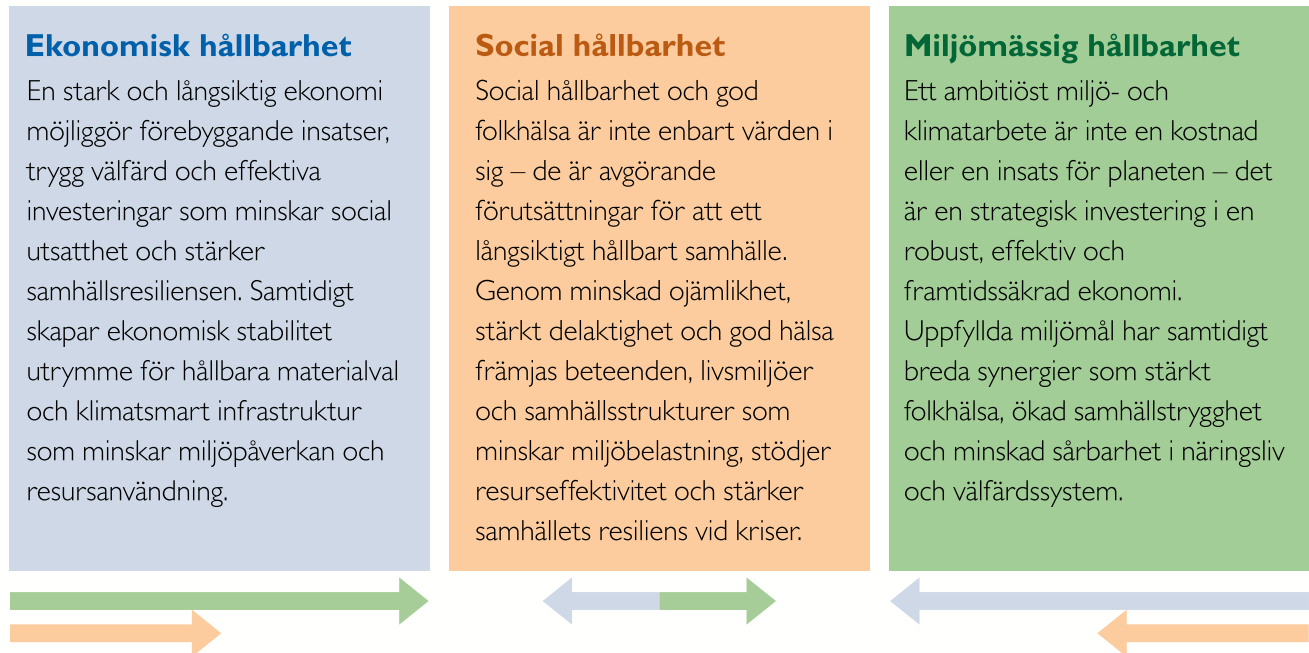 Ekonomisk hållbarhet
En stark och långsiktig ekonomi
möjliggör förebyggande insatser,
trygg välfärd och effektiva
investeringar som minskar social
utsatthet och stärker
samhällsresiliensen. Samtidigt
skapar ekonomisk stabilitet
utrymme för hållbara materialval
och klimatsmart infrastruktur
som minskar miljöpåverkan och
resursanvändning.
Social hållbarhet
Social hållbarhet och god
folkhälsa är inte enbart värden i
sig – de är avgörande
förutsättningar för att ett
långsiktigt hållbart samhälle.
Genom minskad ojämlikhet,
stärkt delaktighet och god hälsa
främjas beteenden, livsmiljöer
och samhällsstrukturer som
minskar miljöbelastning, stödjer
resurseffektivitet och stärker
samhällets resiliens vid kriser.
Miljömässig hållbarhet
Ett ambitiöst miljö- och
klimatarbete är inte en kostnad
eller en insats för planeten – det
är en strategisk investering i en
robust, effektiv och
framtidssäkrad ekonomi.
Uppfyllda miljömål har samtidigt
breda synergier som stärkt
folkhälsa, ökad samhällstrygghet
och minskad sårbarhet i näringsliv
och välfärdssystem.